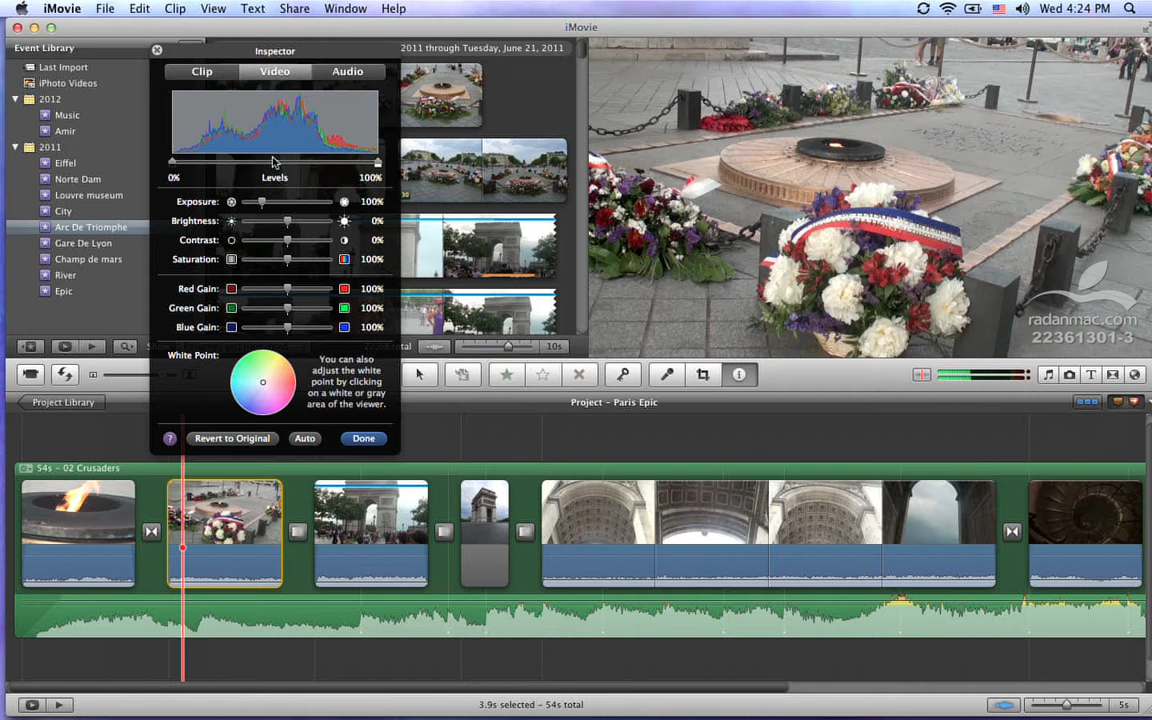 iMovie File Edit Clip View Text Share Window Help
Wed 4:24 PM
iMovie
Event Library
Last Import
iPhoto Videos
2012
Music
Amir
2011
Eiffel
Norte Dam
Louvre museum
City
Arc De Triomphe
Gare De Lyon
Champ de mars
River
Epic
Inspector
2011 through Tuesday, June 21, 2011
Clip Video Audio
0% Levels 100%
Exposure: 100%
Brightness: 0%
Contrast: 0%
Saturation: 100%
Red Gain: 100%
Green Gain: 100%
Blue Gain: 100%
White Point:
You can also
adjust the white
point by clicking
on a white or gray
area of the viewer.
? Revert to Original Auto Done
total
10s
radanmac.com
22361301-3
Project Library
Project - Paris Epic
54s - 02 Crusaders
3.9s selected - 54s total
5s